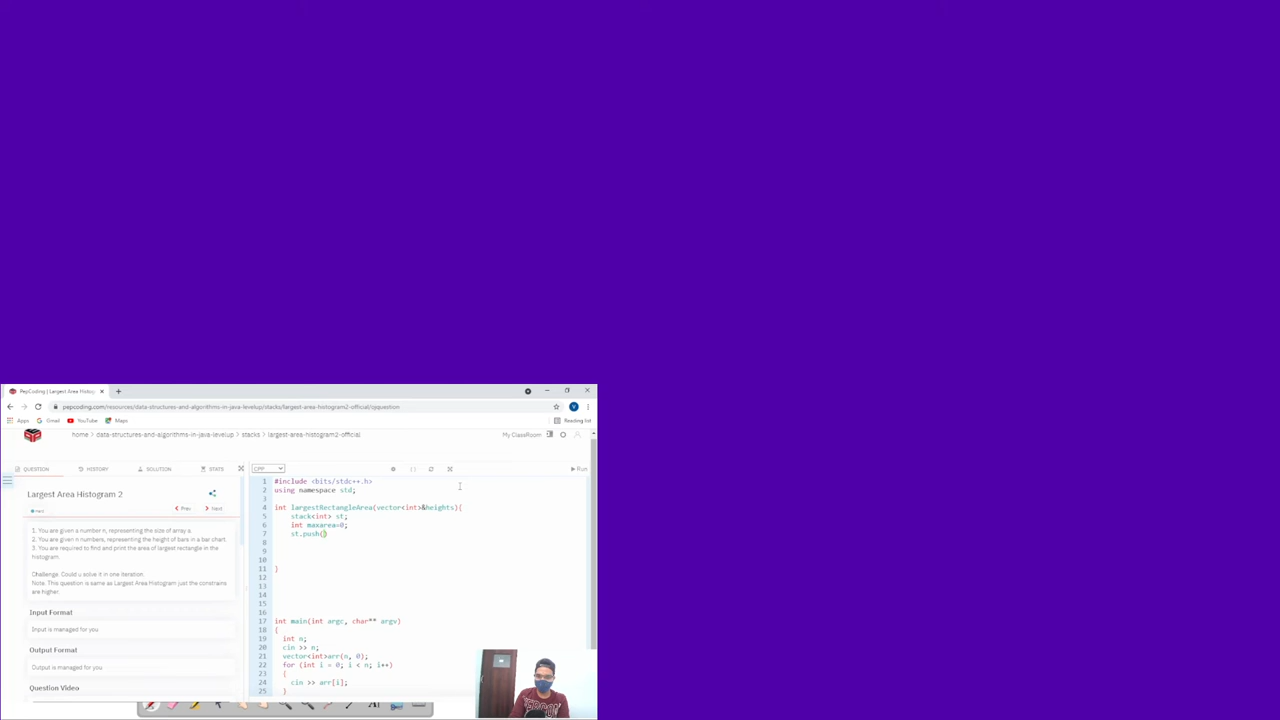 PepCoding | Largest Area Histogr
pepcoding.com/resources/data-structures-and-algorithms-in-java-levelup/stacks/largest-area-histogram2-official/ojquestion
Apps Gmail YouTube Maps Reading list
home > data-structures-and-algorithms-in-java-levelup > stacks > largest-area-histogram2-official My ClassRoom
QUESTION HISTORY SOLUTION STATS CPP Run
Largest Area Histogram 2
Prev Next
1. You are given a number n, representing the size of array a.
2. You are given n numbers, representing the height of bars in a bar chart.
3. You are required to find and print the area of largest rectangle in the
histogram.
Challenge. Could u solve it in one iteration.
Note. This question is same as Largest Area Histogram just the constrains
are higher.
Input Format
Input is managed for you
Output Format
Output is managed for you
Question Video
1 #include <bits/stdc++.h>
2 using namespace std;
3
4 int largestRectangleArea(vector<int>&heights){
5 stack<int> st;
6 int maxarea=0;
7 st.push()
8
9
10
11 }
12
13
14
15
16
17 int main(int argc, char** argv)
18 {
19 int n;
20 cin >> n;
21 vector<int>arr(n, 0);
22 for (int i = 0; i < n; i++)
23 {
24 cin >> arr[i];
25 }